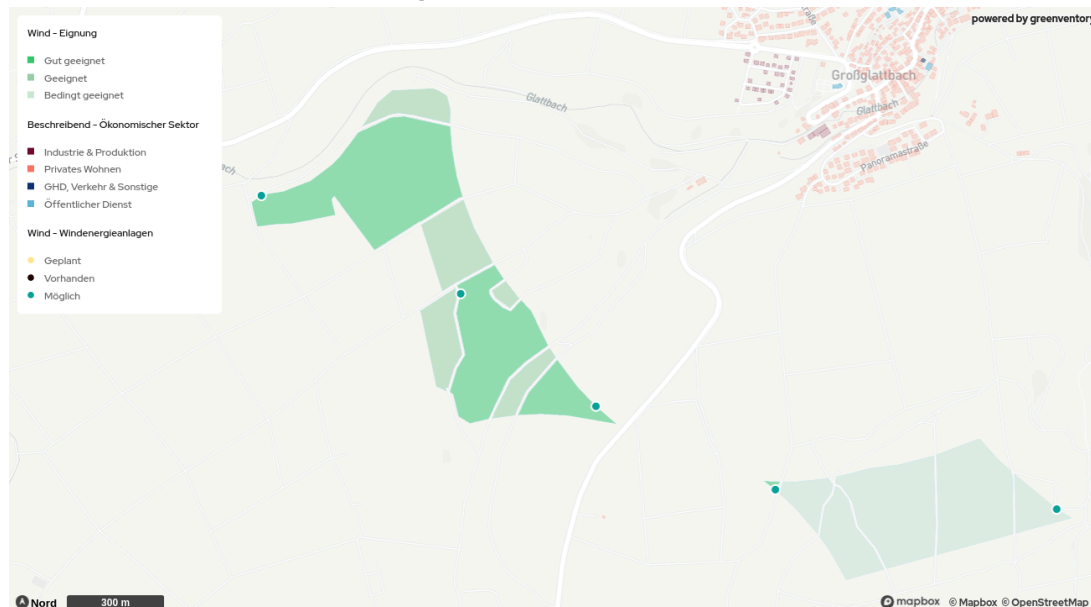 powered by greenventory
Wind - Eignung
Gut geeignet
Geeignet
Bedingt geeignet
Beschreibend - Ökonomischer Sektor
Industrie & Produktion
Privates Wohnen
GHD, Verkehr & Sonstige
Öffentlicher Dienst
Wind - Windenergieanlagen
Geplant
Vorhanden
Möglich
Großglattbach
Glattbach
Glattbach
Panoramastraße
Nord
300 m
mapbox © Mapbox © OpenStreetMap